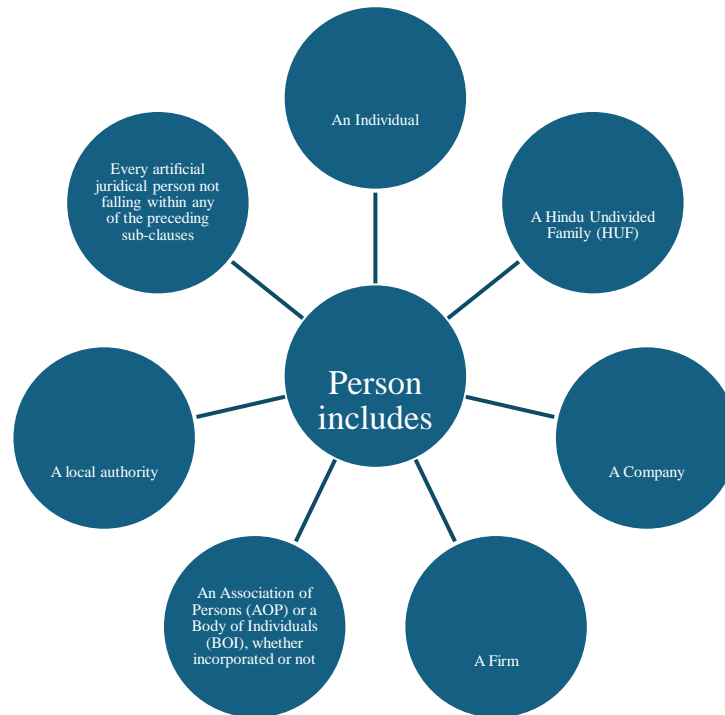 Person
includes
An Individual
A Hindu Undivided
Family (HUF)
A Company
A Firm
An Association of
Persons (AOP) or a
Body of Individuals
(BOI), whether
incorporated or not
A local authority
Every artificial
juridical person not
falling within any
of the preceding
sub-clauses